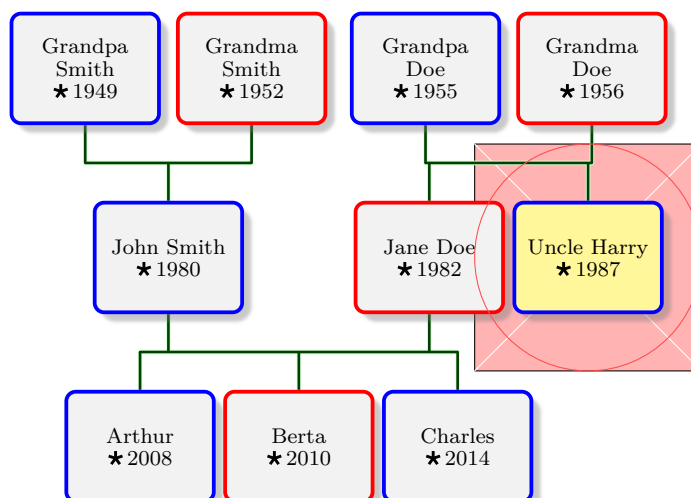 Grandpa
Smith
★ 1949
Grandma
Smith
★ 1952
Grandpa
Doe
★ 1955
Grandma
Doe
★ 1956
John Smith
★ 1980
Jane Doe
★ 1982
Uncle Harry
★ 1987
Arthur
★ 2008
Berta
★ 2010
Charles
★ 2014